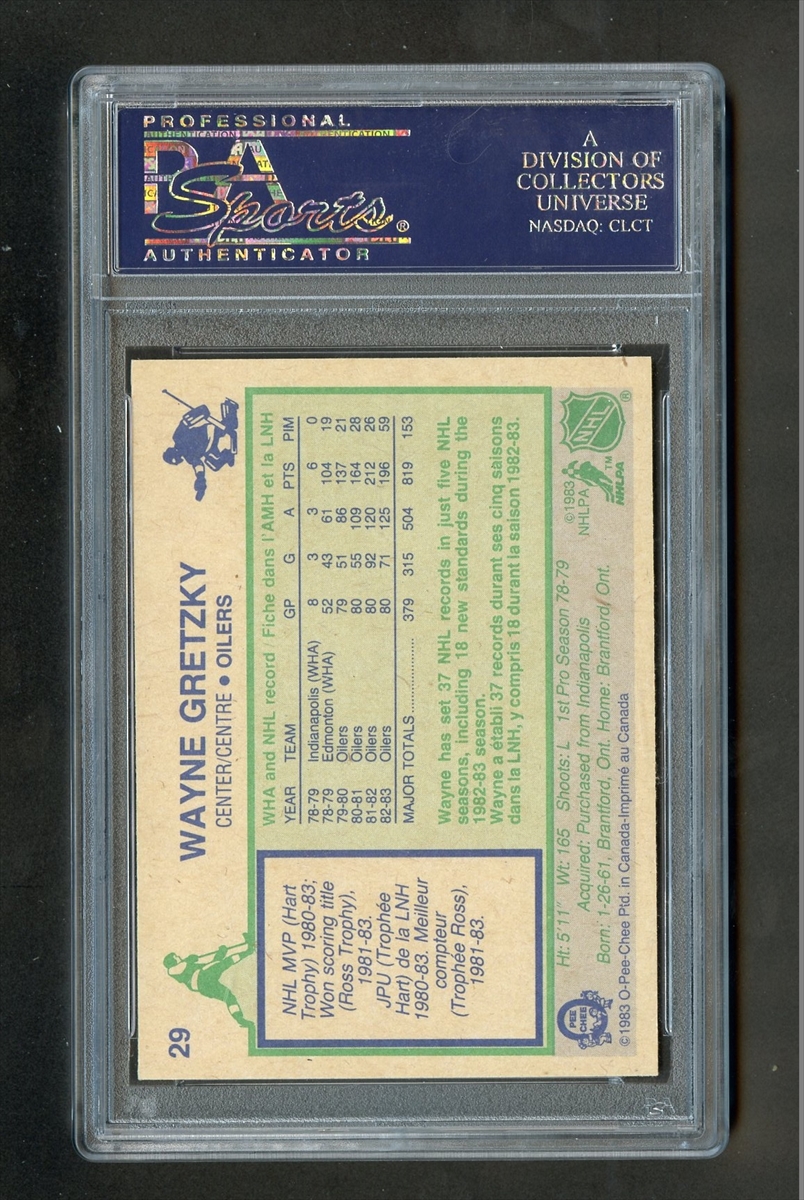 PROFESSIONAL
PSA
Sports®
AUTHENTICATOR
A
DIVISION OF
COLLECTORS
UNIVERSE
NASDAQ: CLCT
29
WAYNE GRETZKY
CENTER/CENTRE • OILERS
NHL MVP (Hart
Trophy) 1980-83;
Won scoring title
(Ross Trophy),
1981-83.
JPU (Trophée
Hart) de la LNH
1980-83. Meilleur
compteur
(Trophée Ross),
1981-83.
WHA and NHL record / Fiche dans l'AMH et la LNH
YEAR TEAM GP G A PTS PIM
78-79 Indianapolis (WHA) 8 3 3 6 0
78-79 Edmonton (WHA) 52 43 61 104 19
79-80 Oilers 79 51 86 137 21
80-81 Oilers 80 55 109 164 28
81-82 Oilers 80 92 120 212 26
82-83 Oilers 80 71 125 196 59
MAJOR TOTALS.................. 379 315 504 819 153
Wayne has set 37 NHL records in just five NHL
seasons, including 18 new standards during the
1982-83 season.
Wayne a établi 37 records durant ses cinq saisons
dans la LNH, y compris 18 durant la saison 1982-83.
Ht: 5'11" Wt: 165 Shoots: L 1st Pro Season 78-79
Acquired: Purchased from Indianapolis
Born: 1-26-61, Brantford, Ont. Home: Brantford, Ont.
©1983 O-Pee-Chee Ptd. in Canada-Imprimé au Canada
O
PEE
CHEE
©1983
NHLPA
NHLPA™
NHL®